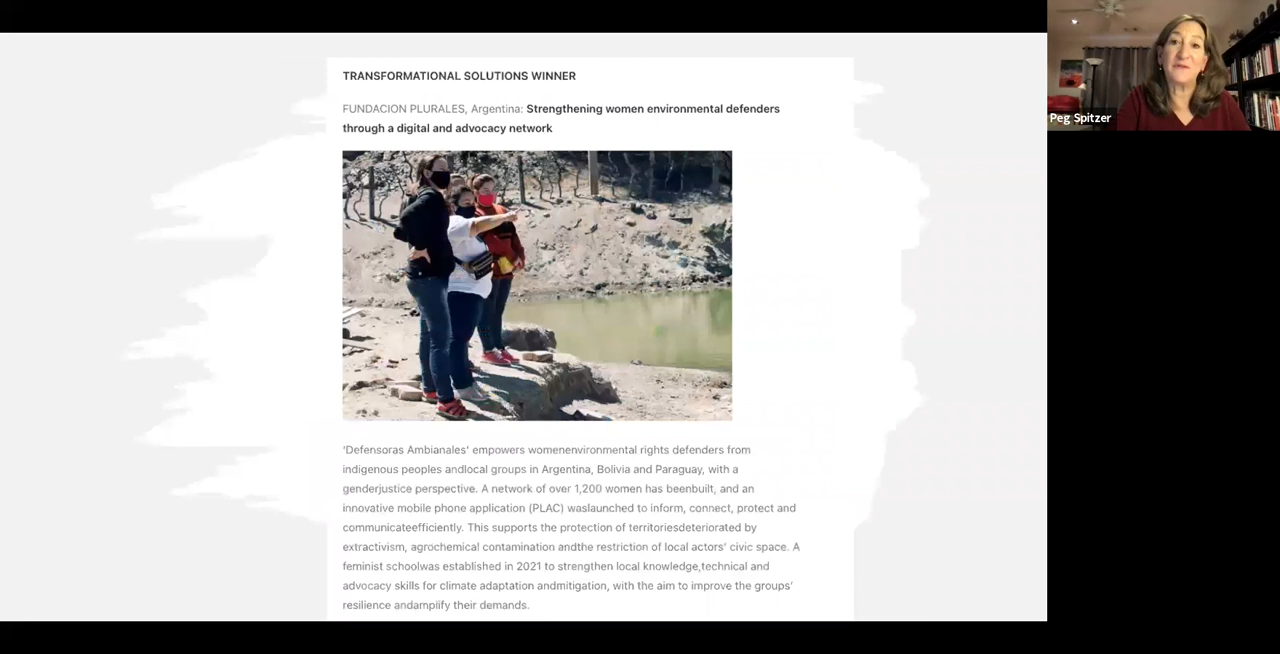 TRANSFORMATIONAL SOLUTIONS WINNER
FUNDACION PLURALES, Argentina: Strengthening women environmental defenders
through a digital and advocacy network
'Defensoras Ambianales' empowers womenenvironmental rights defenders from
indigenous peoples andlocal groups in Argentina, Bolivia and Paraguay, with a
genderjustice perspective. A network of over 1,200 women has beenbuilt, and an
innovative mobile phone application (PLAC) waslaunched to inform, connect, protect and
communicateefficiently. This supports the protection of territoriesdeteriorated by
extractivism, agrochemical contamination andthe restriction of local actors' civic space. A
feminist schoolwas established in 2021 to strengthen local knowledge,technical and
advocacy skills for climate adaptation andmitigation, with the aim to improve the groups'
resilience andamplify their demands.
Peg Spitzer